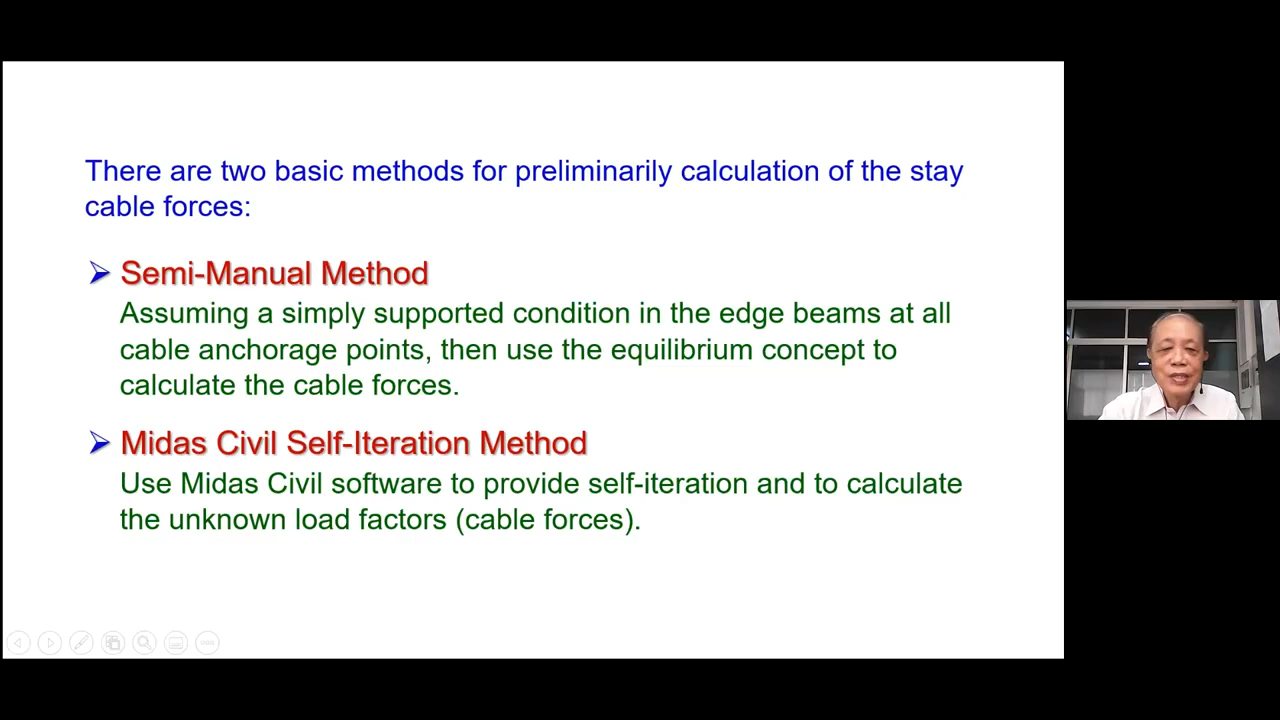 There are two basic methods for preliminarily calculation of the stay
cable forces:
Semi-Manual Method
Assuming a simply supported condition in the edge beams at all
cable anchorage points, then use the equilibrium concept to
calculate the cable forces.
Midas Civil Self-Iteration Method
Use Midas Civil software to provide self-iteration and to calculate
the unknown load factors (cable forces).